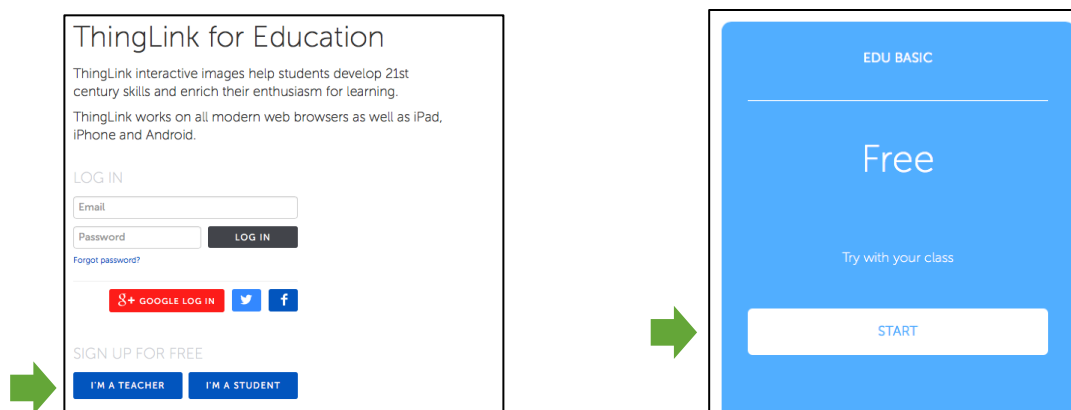 ThingLink for Education
ThingLink interactive images help students develop 21st
century skills and enrich their enthusiasm for learning.
ThingLink works on all modern web browsers as well as iPad,
iPhone and Android.
LOG IN
Email
Password
LOG IN
Forgot password?
8+ GOOGLE LOG IN
f
SIGN UP FOR FREE
I'M A TEACHER
I'M A STUDENT
EDU BASIC
Free
Try with your class
START